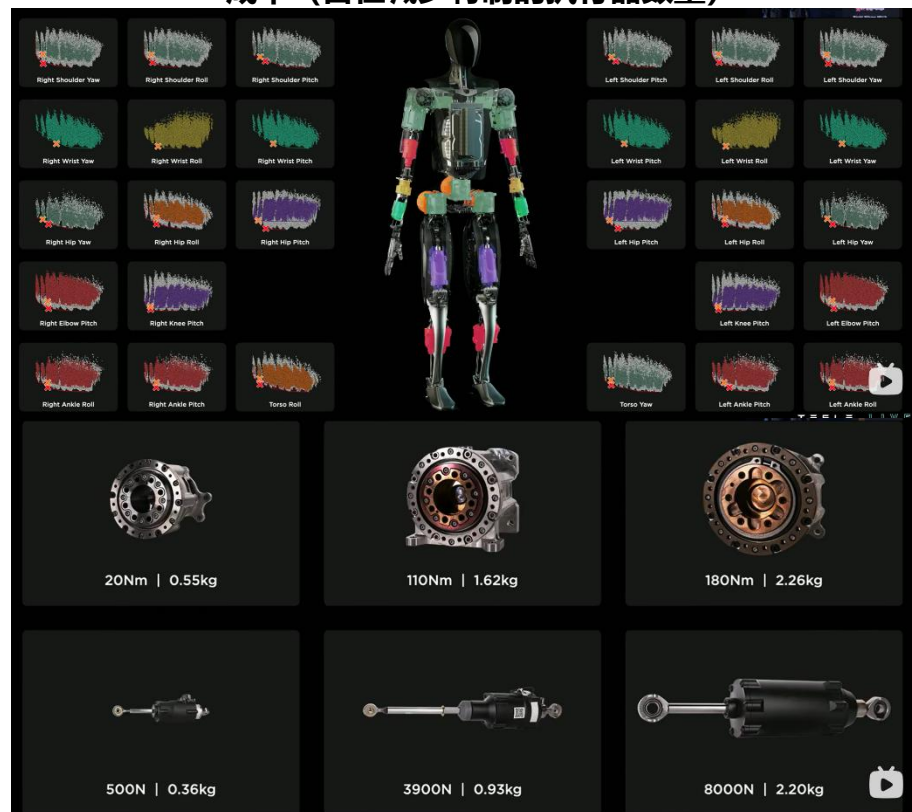 Right Shoulder Yaw Right Shoulder Roll Right Shoulder Pitch Left Shoulder Pitch Left Shoulder Roll Left Shoulder Yaw
Right Wrist Yaw Right Wrist Roll Right Wrist Pitch Left Wrist Pitch Left Wrist Roll Left Wrist Yaw
Right Hip Yaw Right Hip Roll Right Hip Pitch Left Hip Pitch Left Hip Roll Left Hip Yaw
Right Elbow Pitch Right Knee Pitch Left Knee Pitch Left Elbow Pitch
Right Ankle Roll Right Ankle Pitch Torso Roll Torso Yaw Left Ankle Pitch Left Ankle Roll
20Nm | 0.55kg 110Nm | 1.62kg 180Nm | 2.26kg
500N | 0.36kg 3900N | 0.93kg 8000N | 2.20kg